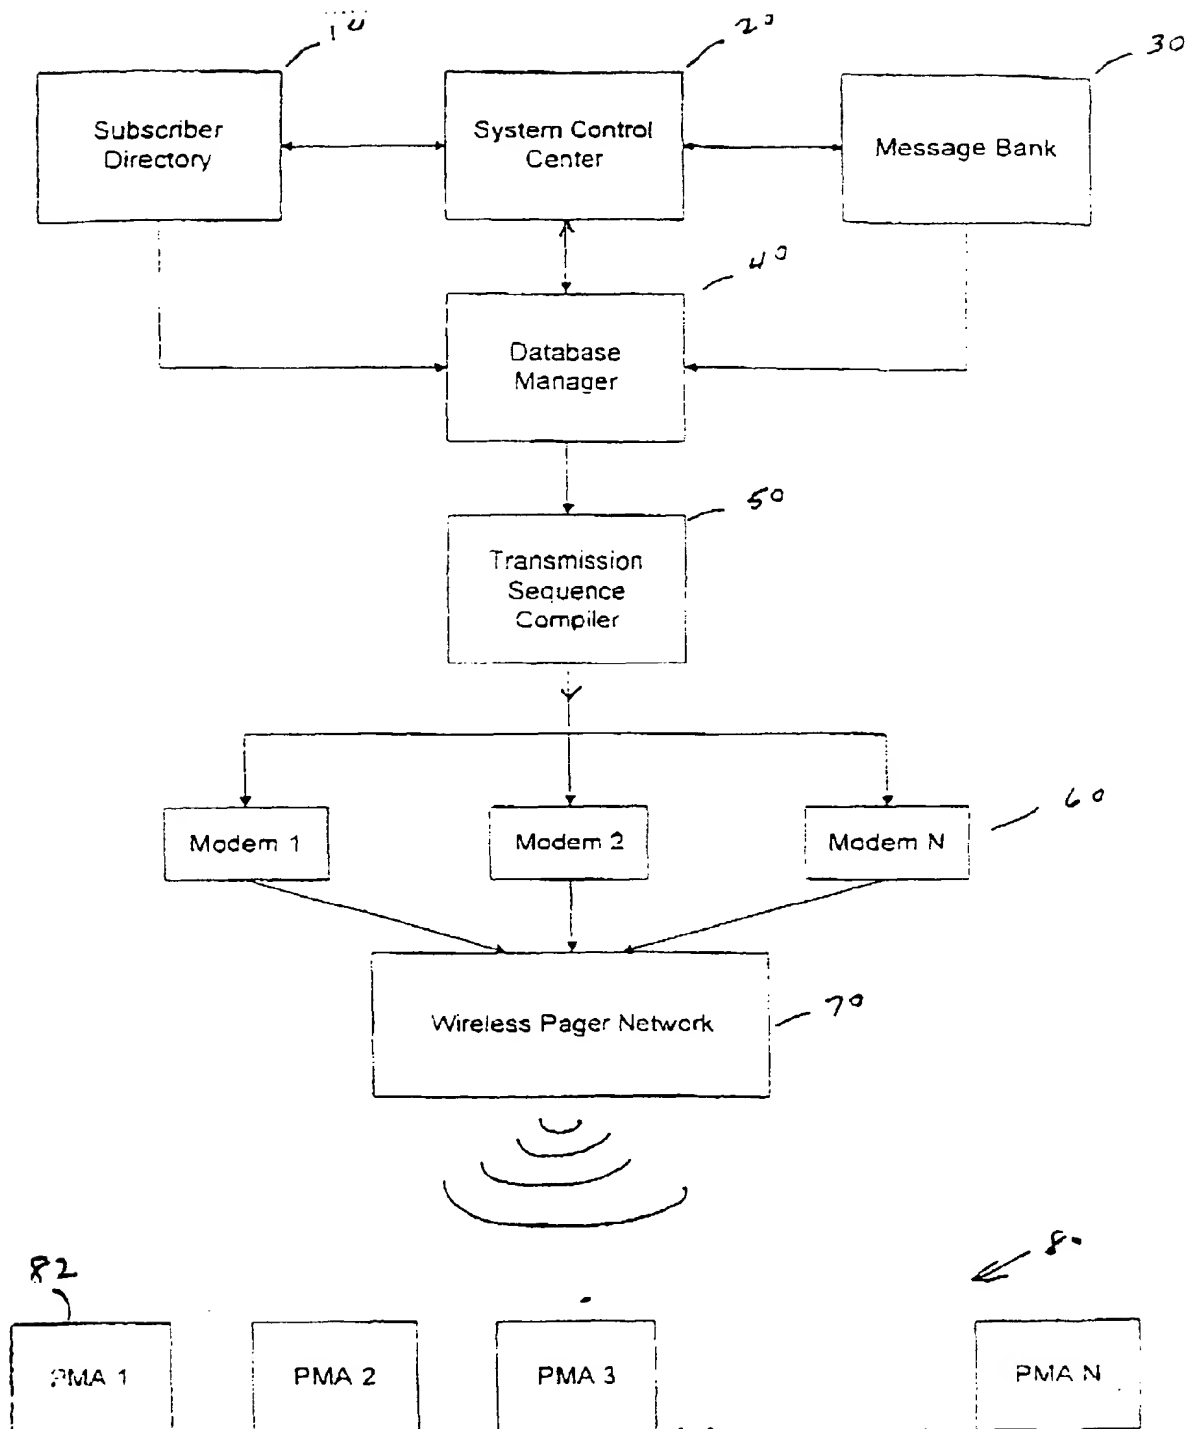 10
20
30
Subscriber
Directory
System Control
Center
Message Bank
40
Database
Manager
50
Transmission
Sequence
Compiler
Modem 1
Modem 2
Modem N
60
Wireless Pager Network
70
80
82
PMA 1
PMA 2
PMA 3
PMA N